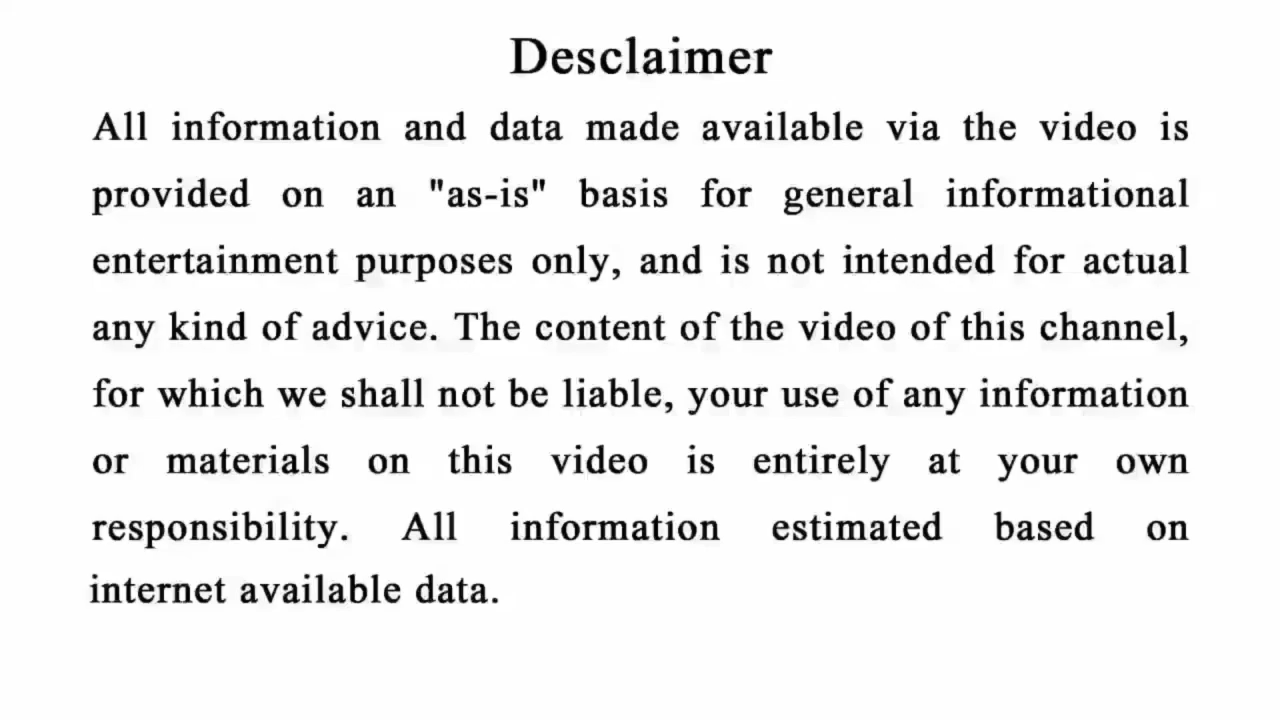 Desclaimer
All information and data made available via the video is
provided on an "as-is" basis for general informational
entertainment purposes only, and is not intended for actual
any kind of advice. The content of the video of this channel,
for which we shall not be liable, your use of any information
or materials on this video is entirely at your own
responsibility. All information estimated based on
internet available data.